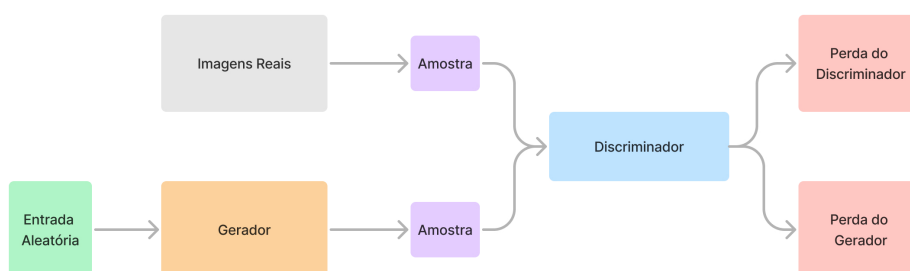 Imagens Reais
Amostra
Perda do
Discriminador
Discriminador
Entrada
Aleatória
Gerador
Amostra
Perda do
Gerador